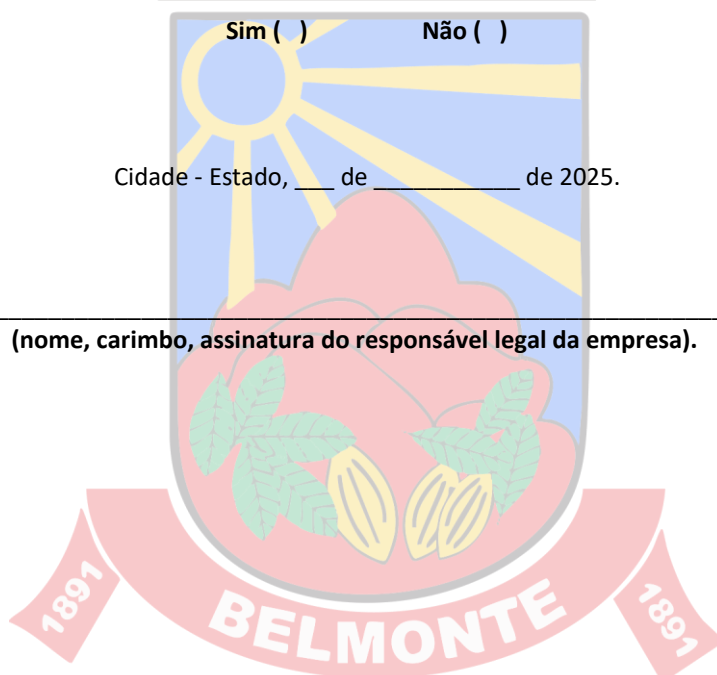 Sim (   )                 Não (   )
Cidade - Estado, ___ de ___________ de 2025.
(nome, carimbo, assinatura do responsável legal da empresa).
1891
BELMONTE
1891